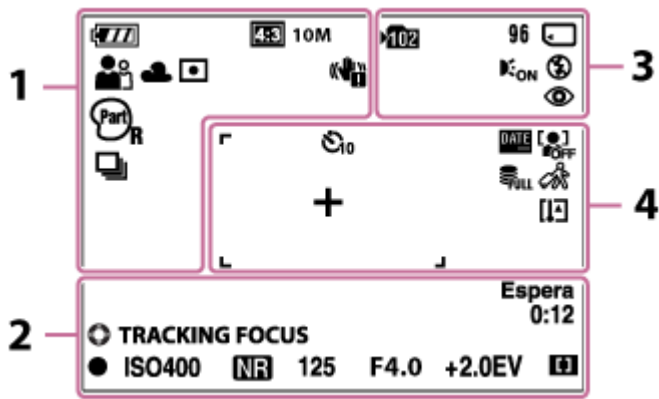 4:3 10M
102 96
ON
Part
R
10
DATE
OFF
FULL
1
2
3
4
Espera
0:12
TRACKING FOCUS
ISO400 NR 125 F4.0 +2.0EV